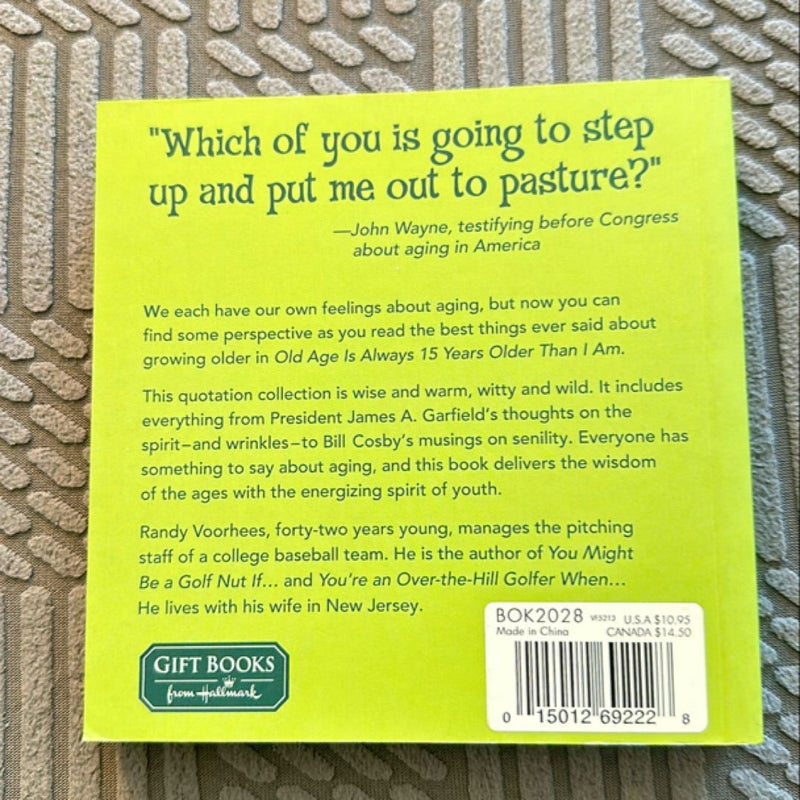 "Which of you is going to step
up and put me out to pasture?"
—John Wayne, testifying before Congress
about aging in America
We each have our own feelings about aging, but now you can
find some perspective as you read the best things ever said about
growing older in Old Age Is Always 15 Years Older Than I Am.
This quotation collection is wise and warm, witty and wild. It includes
everything from President James A. Garfield's thoughts on the
spirit–and wrinkles–to Bill Cosby's musings on senility. Everyone has
something to say about aging, and this book delivers the wisdom
of the ages with the energizing spirit of youth.
Randy Voorhees, forty-two years young, manages the pitching
staff of a college baseball team. He is the author of You Might
Be a Golf Nut If... and You're an Over-the-Hill Golfer When...
He lives with his wife in New Jersey.
GIFT BOOKS
from Hallmark
BOK2028 U.S.A $10.95
Made in China CANADA $14.50
0 15012 69222 8